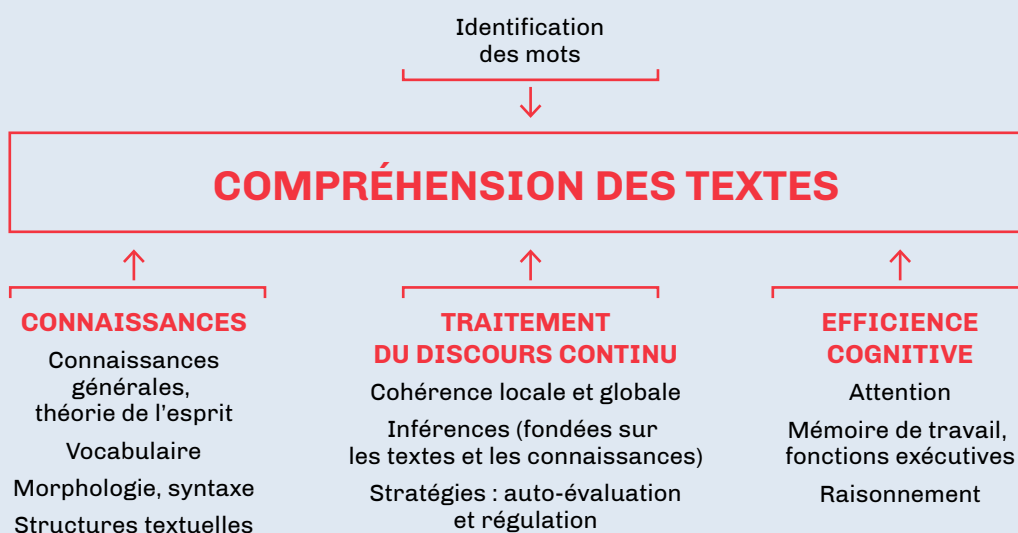 Identification
des mots
COMPRÉHENSION DES TEXTES
CONNAISSANCES
Connaissances
générales,
théorie de l'esprit
Vocabulaire
Morphologie, syntaxe
Structures textuelles
TRAITEMENT
DU DISCOURS CONTINU
Cohérence locale et globale
Inférences (fondées sur
les textes et les connaissances)
Stratégies : auto-évaluation
et régulation
EFFICIENCE
COGNITIVE
Attention
Mémoire de travail,
fonctions exécutives
Raisonnement